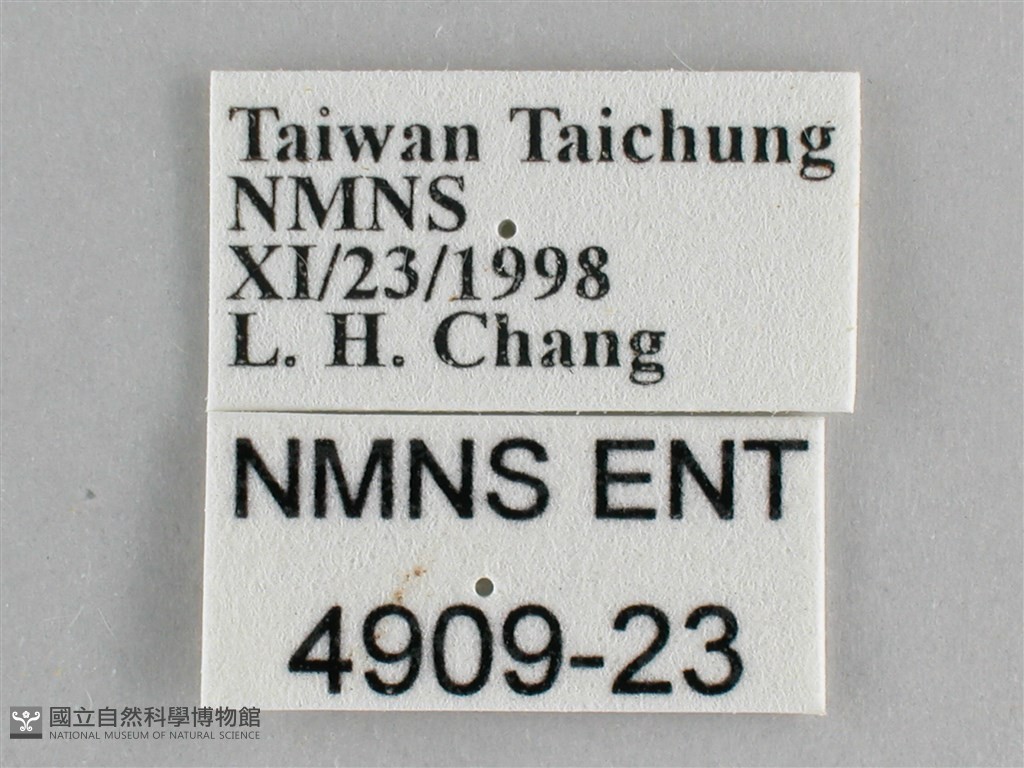 Taiwan Taichung
NMNS
XI/23/1998
L. H. Chang
NMNS ENT
4909-23
國立自然科學博物館
NATIONAL MUSEUM OF NATURAL SCIENCE